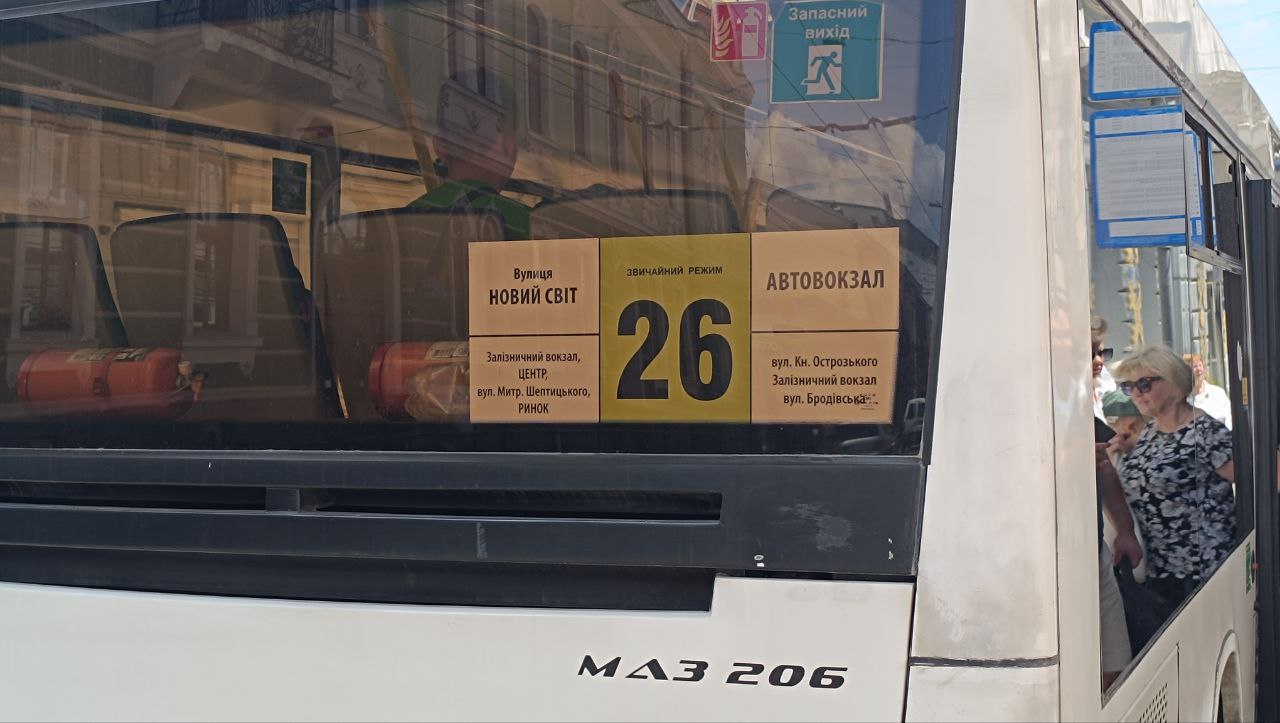 Запасний
вихід
Вулиця
НОВИЙ СВІТ
Залізничний вокзал,
ЦЕНТР,
вул. Митр. Шептицького,
РИНОК
ЗВИЧАЙНИЙ РЕЖИМ
26
АВТОВОКЗАЛ
вул. Кн. Острозького
Залізничний вокзал
вул. Бродівська
МАЗ 206